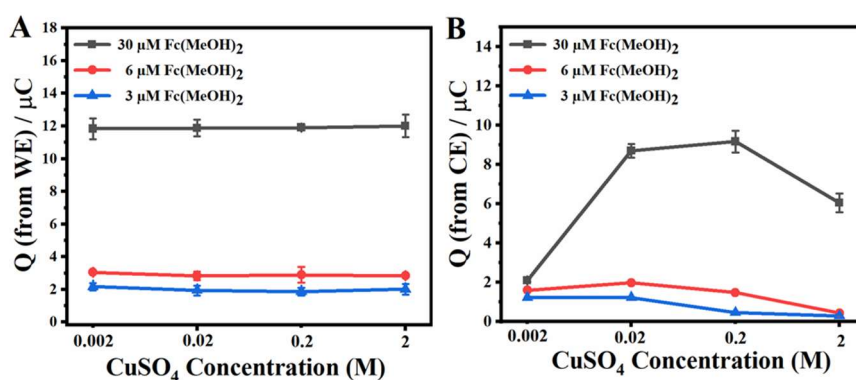 A
30 µM Fc(MeOH)2
6 µM Fc(MeOH)2
3 µM Fc(MeOH)2
Q (from WE) / µC
18
16
14
12
10
8
6
4
2
0
0.002
0.02
0.2
2
CuSO4 Concentration (M)
B
30 µM Fc(MeOH)2
6 µM Fc(MeOH)2
3 µM Fc(MeOH)2
Q (from CE) / µC
14
12
10
8
6
4
2
0
0.002
0.02
0.2
2
CuSO4 Concentration (M)